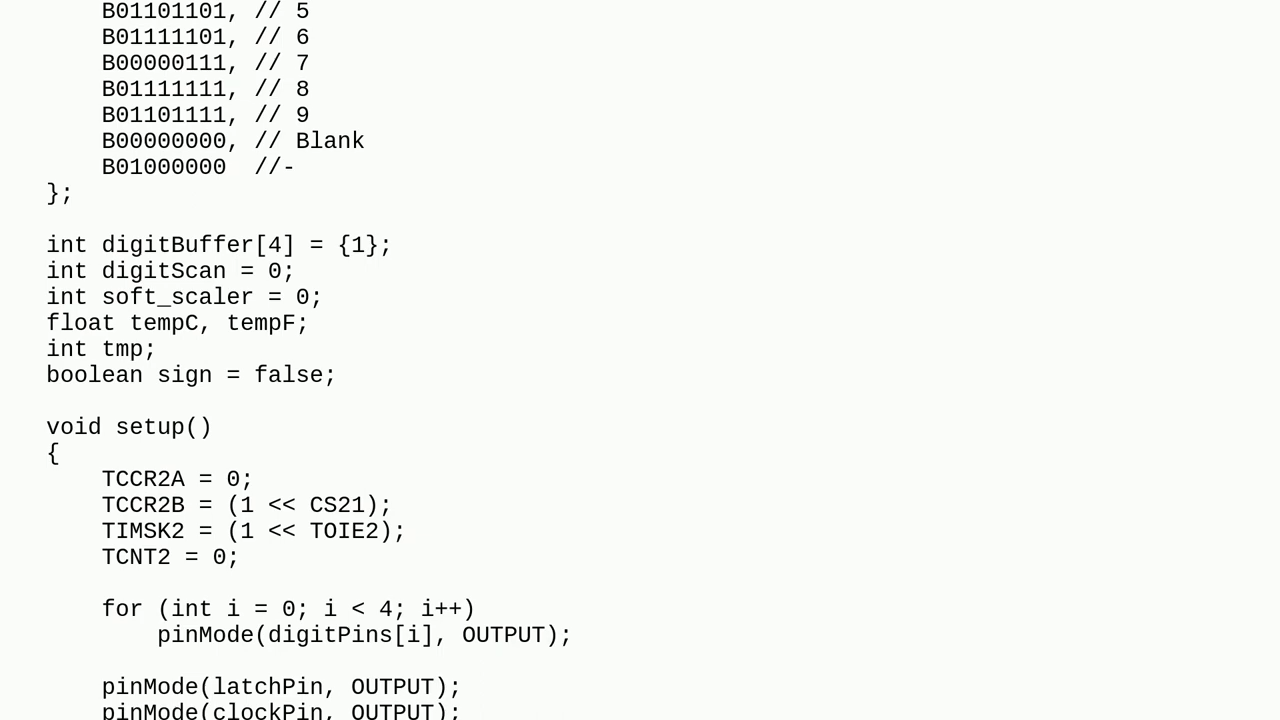 B01101101, // 5
B01111101, // 6
B00000111, // 7
B01111111, // 8
B01101111, // 9
B00000000, // Blank
B01000000  //-
};
int digitBuffer[4] = {1};
int digitScan = 0;
int soft_scaler = 0;
float tempC, tempF;
int tmp;
boolean sign = false;
void setup()
{
TCCR2A = 0;
TCCR2B = (1 << CS21);
TIMSK2 = (1 << TOIE2);
TCNT2 = 0;
for (int i = 0; i < 4; i++)
pinMode(digitPins[i], OUTPUT);
pinMode(latchPin, OUTPUT);
pinMode(clockPin, OUTPUT);